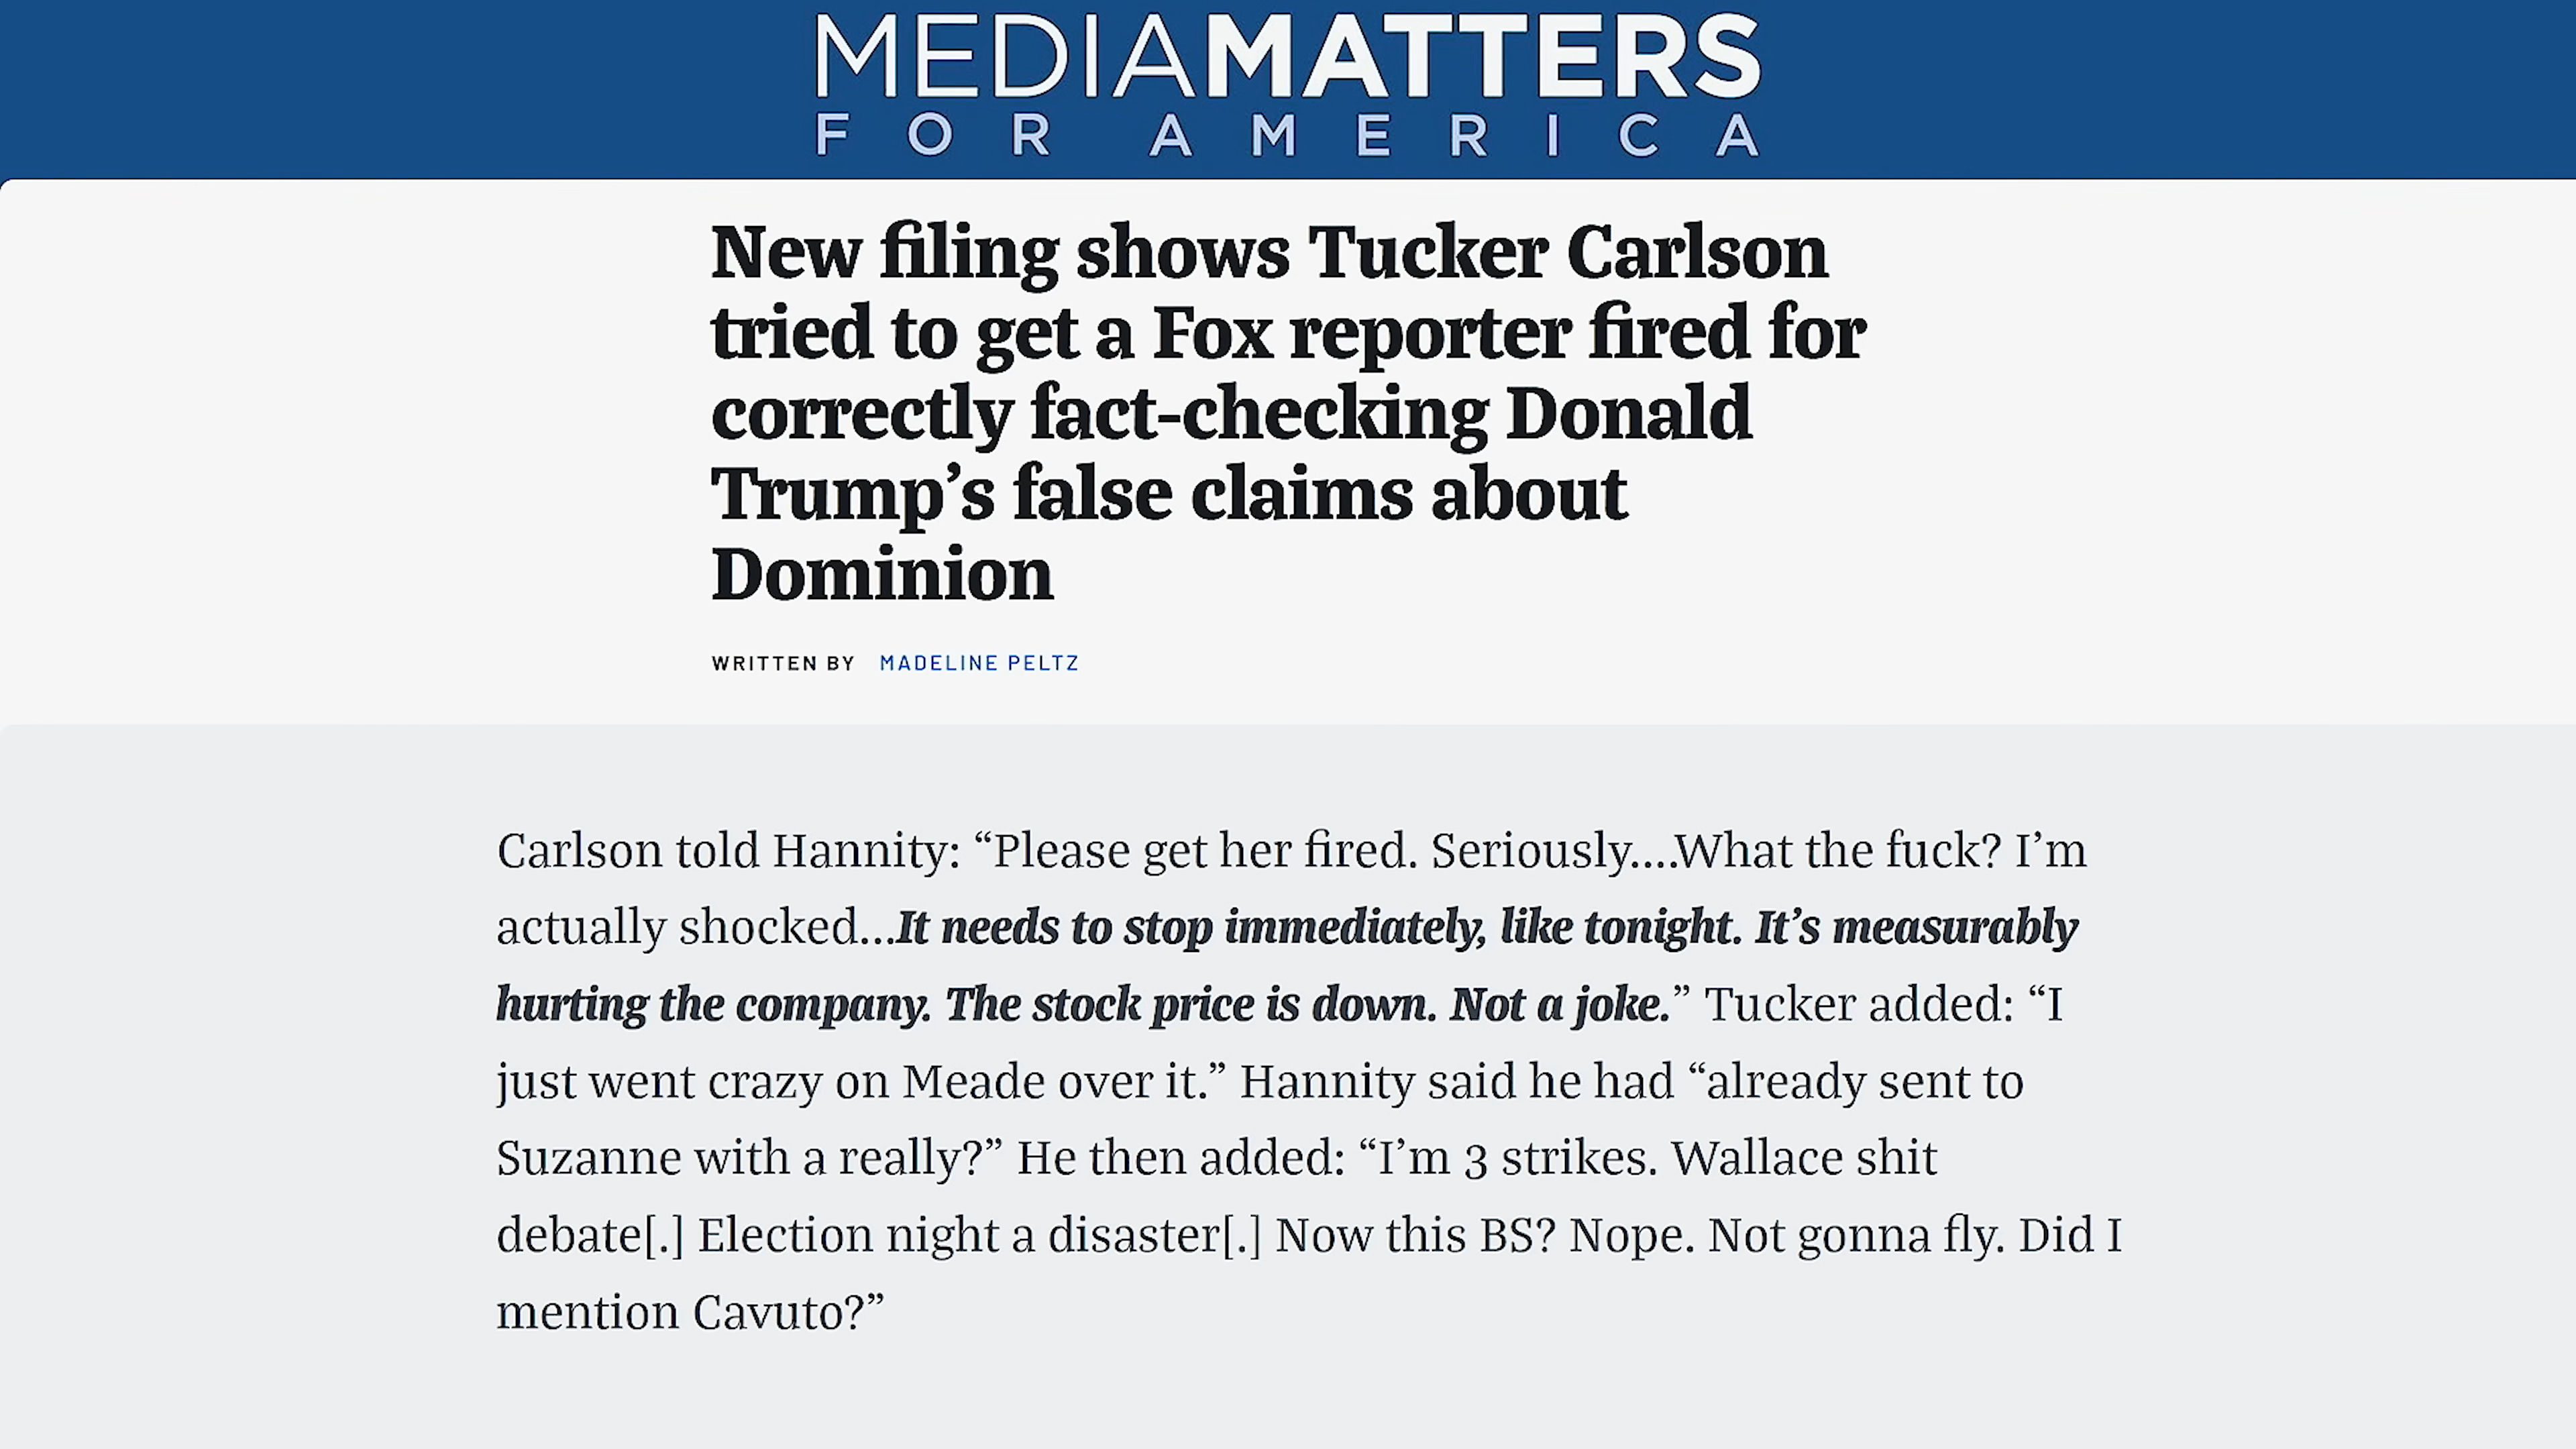 MEDIAMATTERS
FOR AMERICA
New filing shows Tucker Carlson
tried to get a Fox reporter fired for
correctly fact-checking Donald
Trump’s false claims about
Dominion
WRITTEN BY MADELINE PELTZ
Carlson told Hannity: “Please get her fired. Seriously....What the fuck? I’m
actually shocked...It needs to stop immediately, like tonight. It’s measurably
hurting the company. The stock price is down. Not a joke.” Tucker added: “I
just went crazy on Meade over it.” Hannity said he had “already sent to
Suzanne with a really?” He then added: “I’m 3 strikes. Wallace shit
debate[.] Election night a disaster[.] Now this BS? Nope. Not gonna fly. Did I
mention Cavuto?”